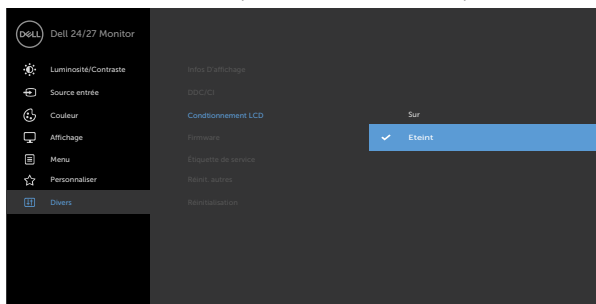 DELL
Dell 24/27 Monitor
Luminosité/Contraste
Source entrée
Couleur
Affichage
Menu
Personnaliser
Divers
Infos D'affichage
DDC/CI
Condtionnement LCD
Firmware
Etiquette de service
Réinit. autres
Réinitialisation
Sur
Eteint